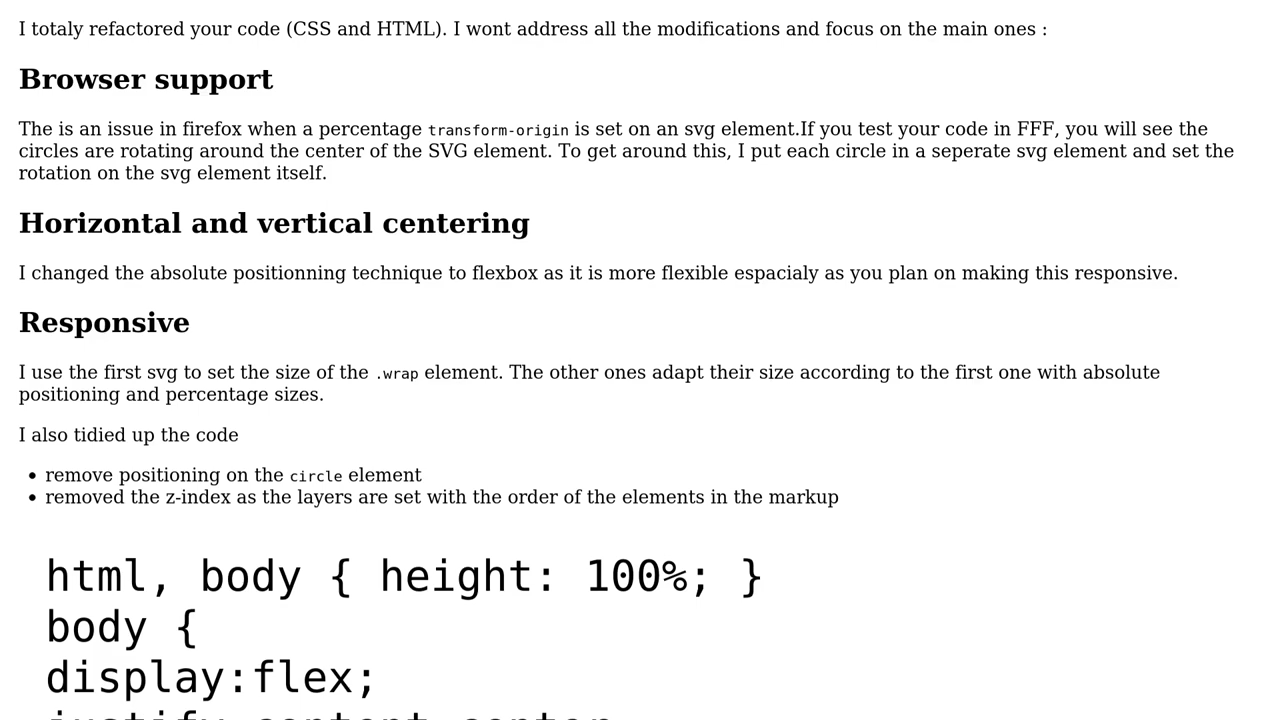 I totaly refactored your code (CSS and HTML). I wont address all the modifications and focus on the main ones :
Browser support
The is an issue in firefox when a percentage transform-origin is set on an svg element.If you test your code in FFF, you will see the
circles are rotating around the center of the SVG element. To get around this, I put each circle in a seperate svg element and set the
rotation on the svg element itself.
Horizontal and vertical centering
I changed the absolute positionning technique to flexbox as it is more flexible espacialy as you plan on making this responsive.
Responsive
I use the first svg to set the size of the .wrap element. The other ones adapt their size according to the first one with absolute
positioning and percentage sizes.
I also tidied up the code
• remove positioning on the circle element
• removed the z-index as the layers are set with the order of the elements in the markup
html, body { height: 100%; }
body {
display:flex;